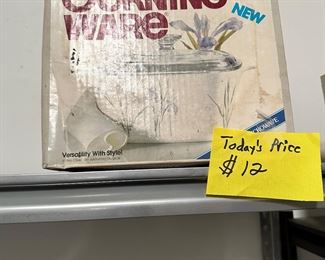 CORNING
WARE
NEW
Versatility With Style!
Today's Price
$12